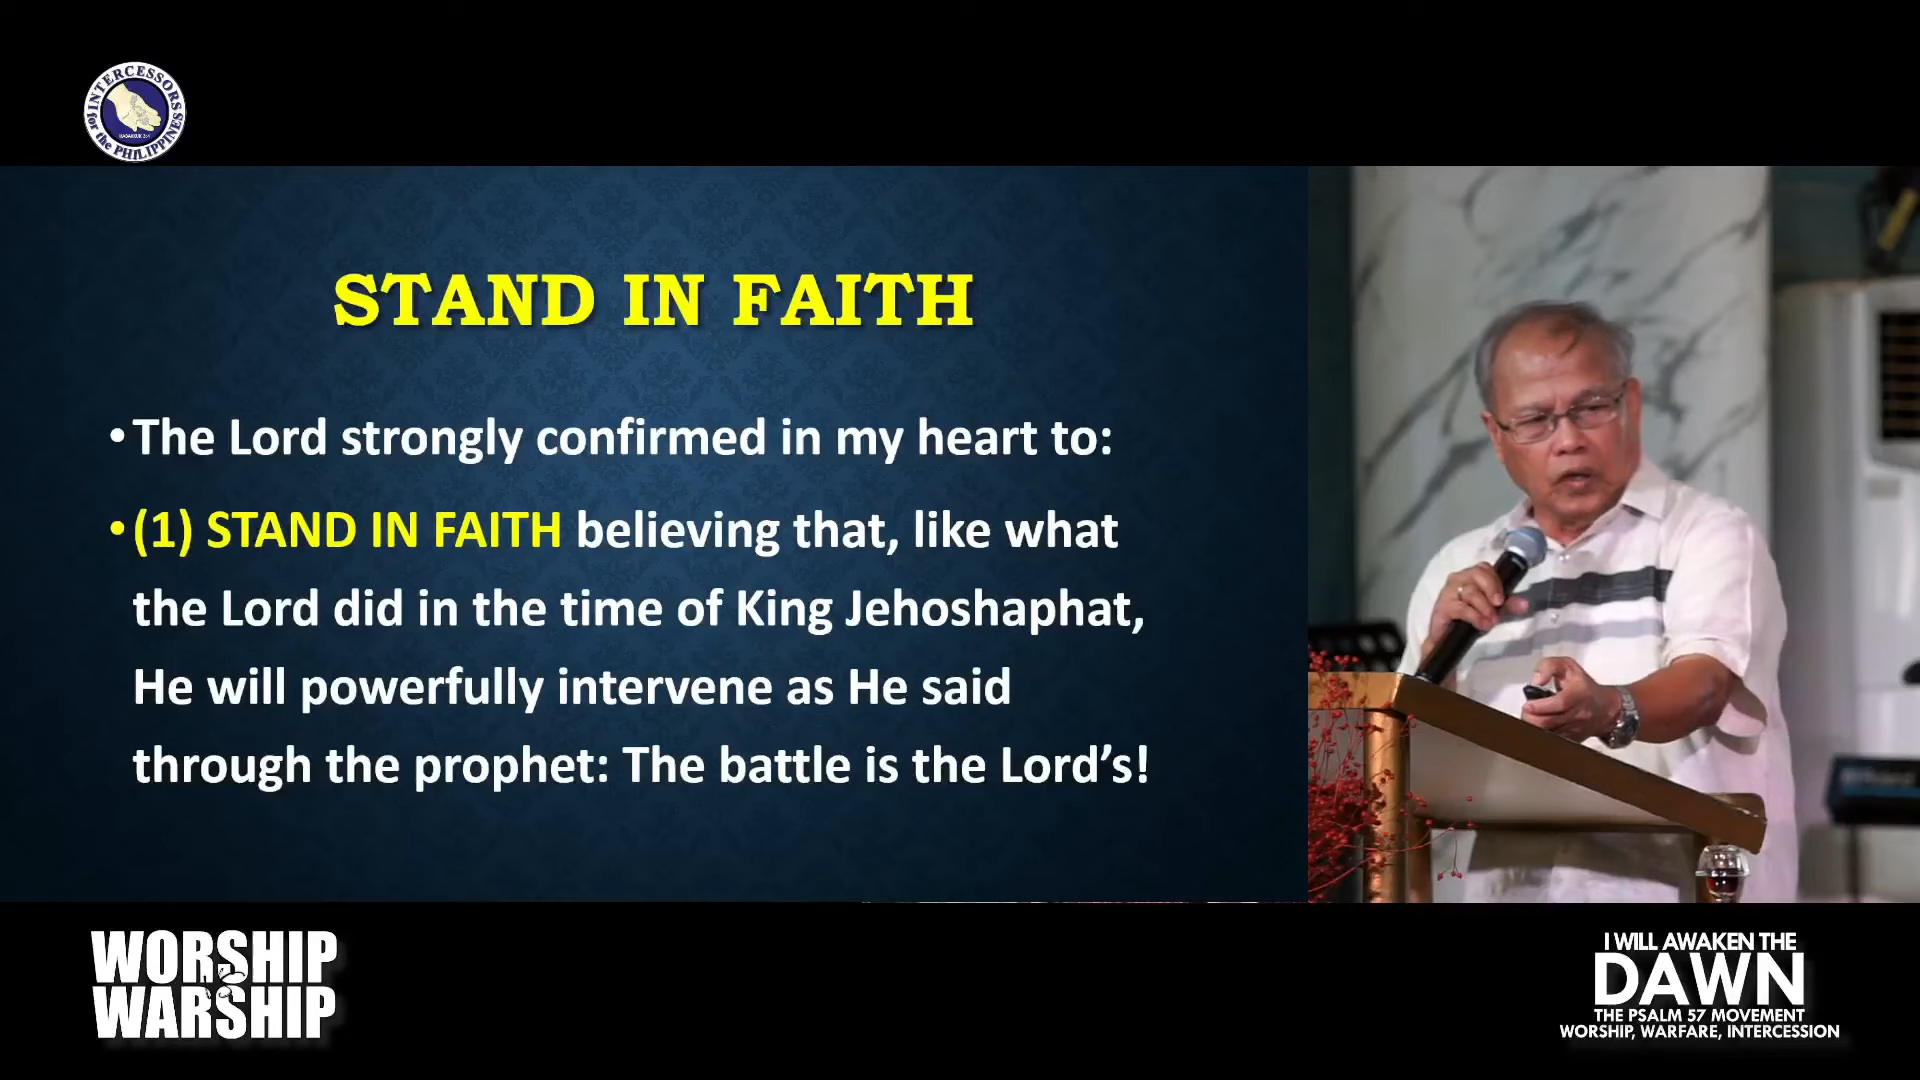 INTERCESSORS
for the PHILIPPINES
HABAKKUK 2:14
STAND IN FAITH
•The Lord strongly confirmed in my heart to:
•(1) STAND IN FAITH believing that, like what
the Lord did in the time of King Jehoshaphat,
He will powerfully intervene as He said
through the prophet: The battle is the Lord’s!
WORSHIP
WARSHIP
I WILL AWAKEN THE
DAWN
THE PSALM 57 MOVEMENT
WORSHIP, WARFARE, INTERCESSION